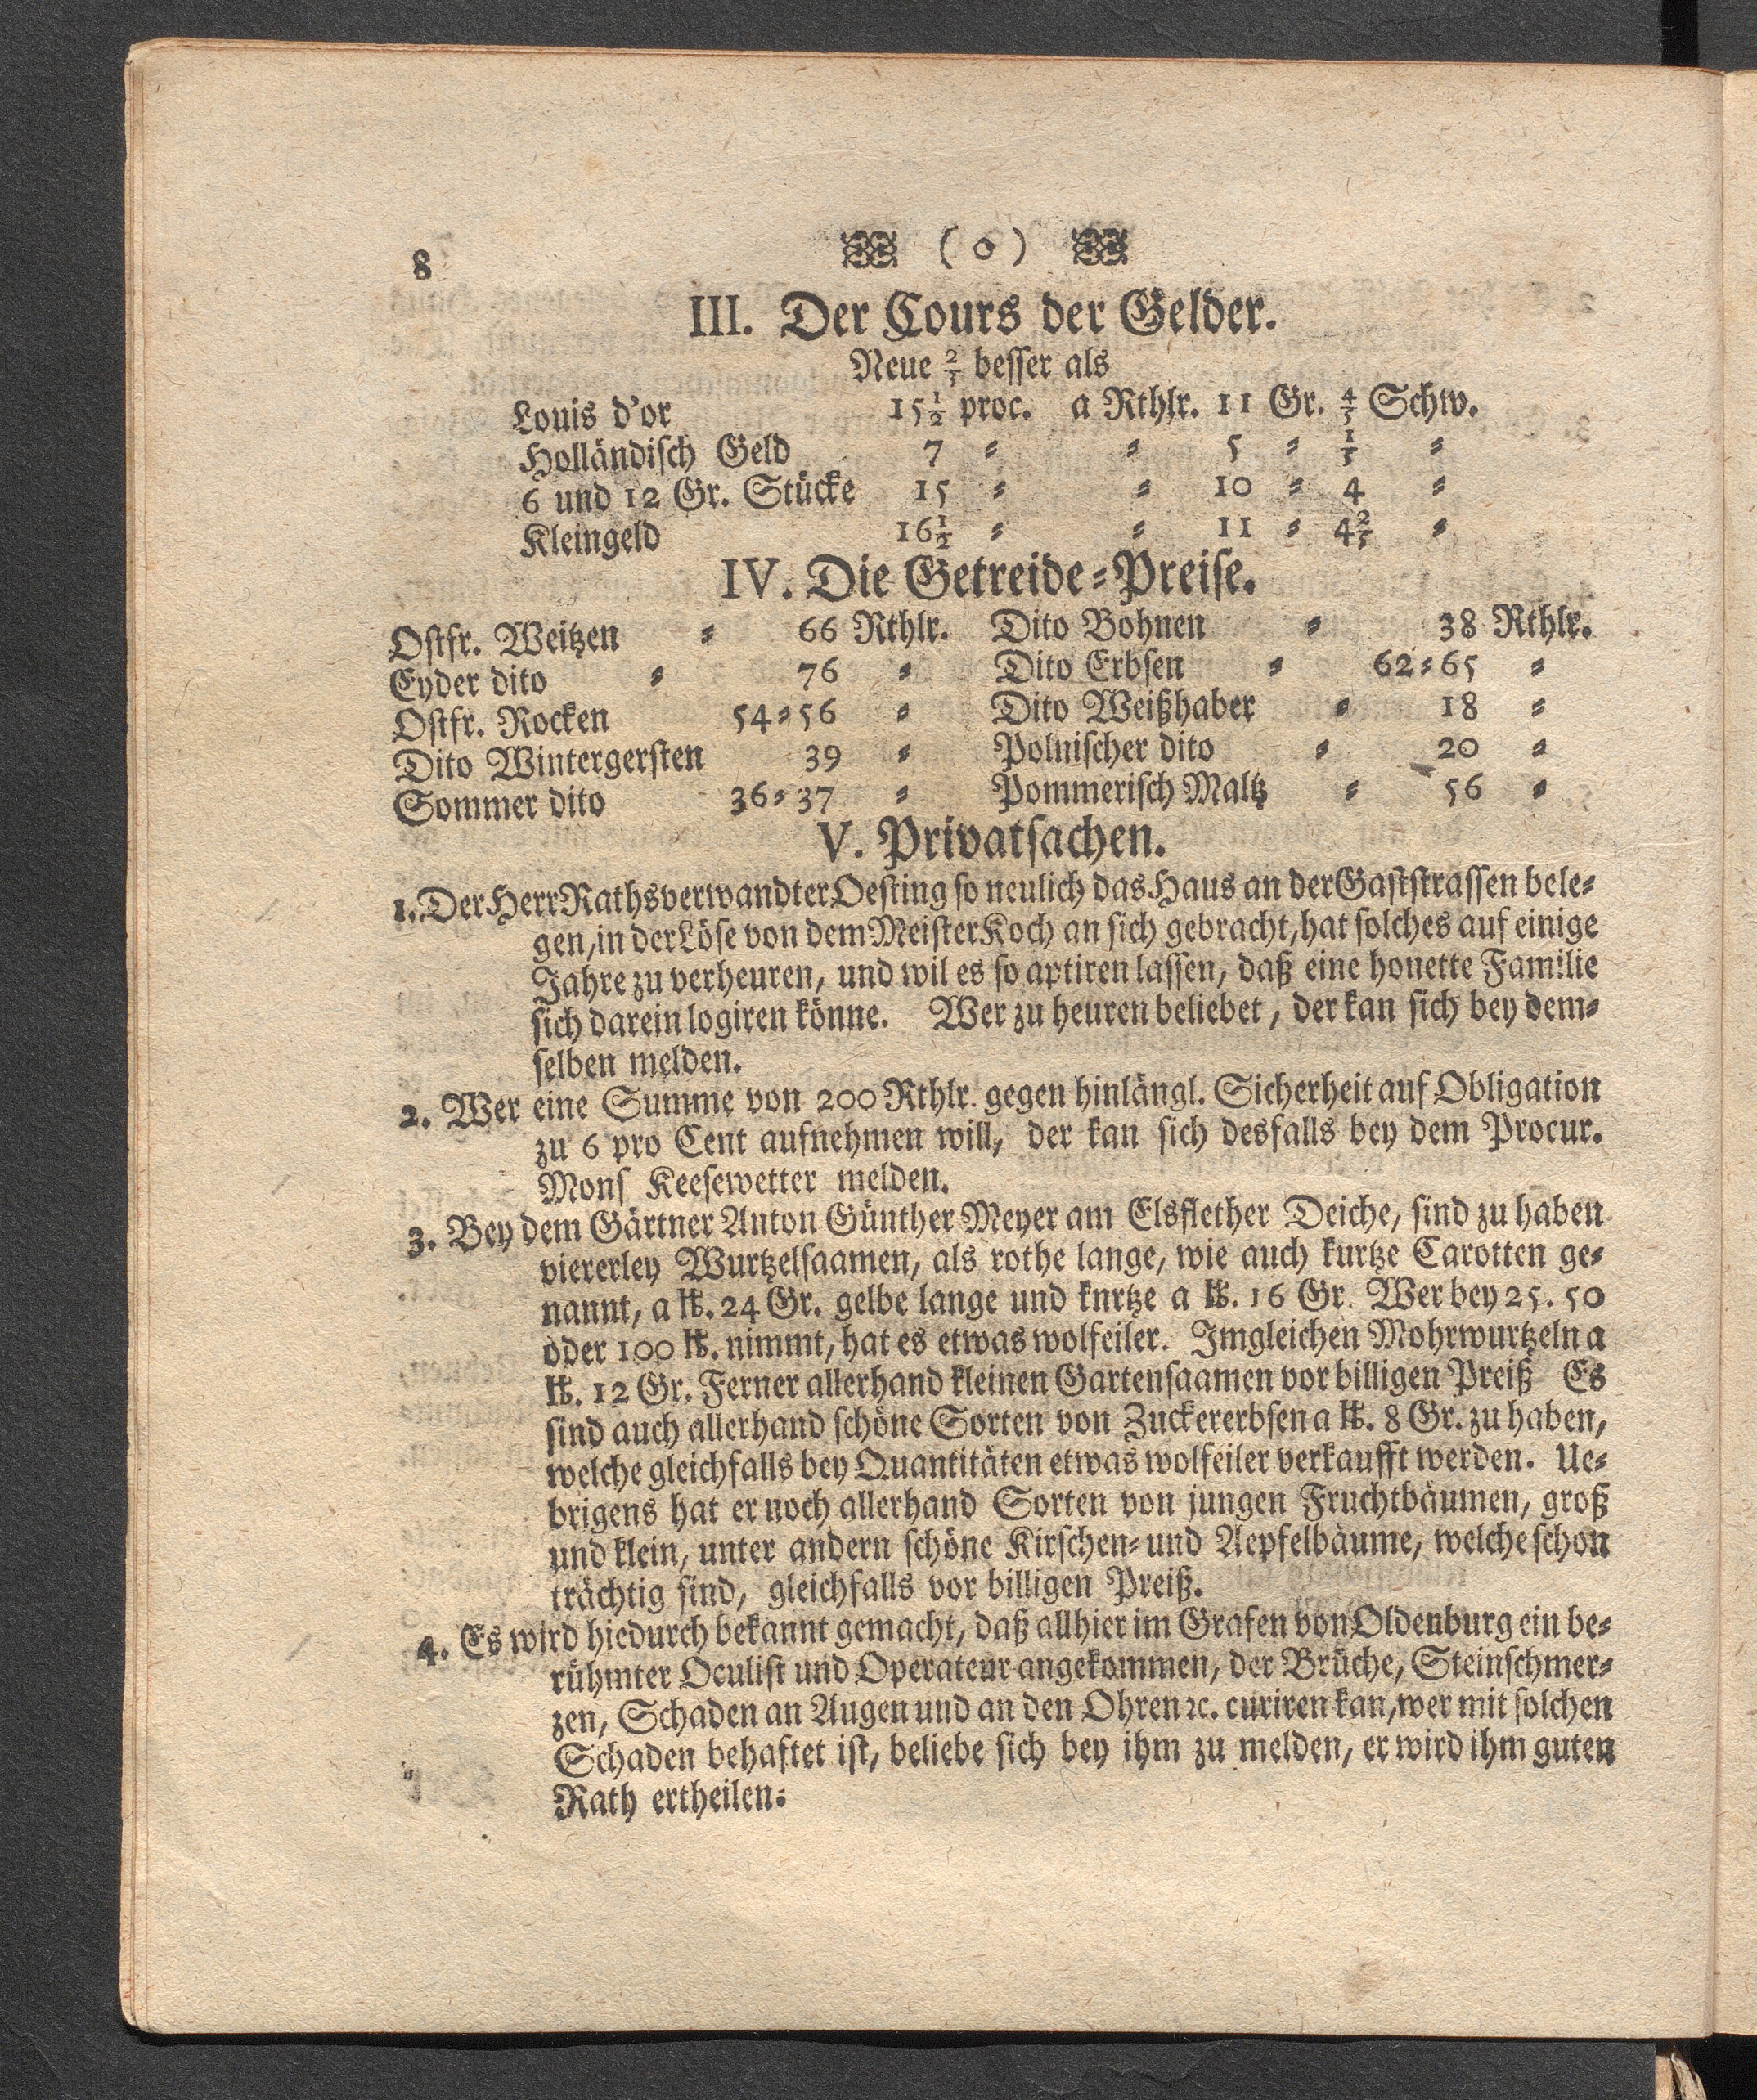 8
( o )
III. Der Cours der Gelder.
Neue 2/3 besser als
Louis d'or 15 1/2 proc. a Rthlr. 11 Gr. 4/5 Schw.
Holländisch Geld 7 = = 5 = 1/5 =
6 und 12 Gr. Stücke 15 = = 10 = 4 =
Kleingeld 16 1/2 = = 11 = 4 2/5 =
IV. Die Getreide=Preise.
Ostfr. Weitzen = 66 Rthlr. Dito Bohnen = 38 Rthlr.
Eyder dito = 76 = Dito Erbsen = 62=65 =
Ostfr. Rocken 54=56 = Dito Weißhaber = 18 =
Dito Wintergersten 39 = Polnischer dito = 20 =
Sommer dito 36=37 = Pommerisch Maltz = 56 =
V. Privatsachen.
1. Der Herr Rathsverwandter Oesting so neulich das Haus an der Gaststrassen bele=
gen, in der Löse von dem Meister Koch an sich gebracht, hat solches auf einige
Jahre zu verheuren, und wil es so aptiren lassen, daß eine honette Familie
sich darein logiren könne. Wer zu heuren beliebet, der kan sich bey dem=
selben melden.
2. Wer eine Summe von 200 Rthlr. gegen hinlängl. Sicherheit auf Obligation
zu 6 pro Cent aufnehmen will, der kan sich desfalls bey dem Procur.
Mons Keesewetter melden.
3. Bey dem Gärtner Anton Günther Meyer am Elsflether Deiche, sind zu haben
viererley Wurtzelsaamen, als rothe lange, wie auch kurtze Carotten ge=
nannt, a ℔. 24 Gr. gelbe lange und knrtze a ℔. 16 Gr. Wer bey 25. 50
oder 100 ℔. nimmt, hat es etwas wolfeiler. Imgleichen Mohrwurtzeln a
℔. 12 Gr. Ferner allerhand kleinen Gartensaamen vor billigen Preiß Es
sind auch allerhand schöne Sorten von Zuckererbsen a ℔. 8 Gr. zu haben,
welche gleichfalls bey Quantitäten etwas wolfeiler verkaufft werden. Ue=
brigens hat er noch allerhand Sorten von jungen Fruchtbäumen, groß
und klein, unter andern schöne Kirschen= und Aepfelbäume, welche schon
trächtig sind, gleichfalls vor billigen Preiß.
4. Es wird hiedurch bekannt gemacht, daß allhier im Grafen von Oldenburg ein be=
rühmter Oculist und Operateur angekommen, der Brüche, Steinschmer=
zen, Schaden an Augen und an den Ohren ꝛc. curiren kan, wer mit solchen
Schaden behaftet ist, beliebe sich bey ihm zu melden, er wird ihm guten
Rath ertheilen: